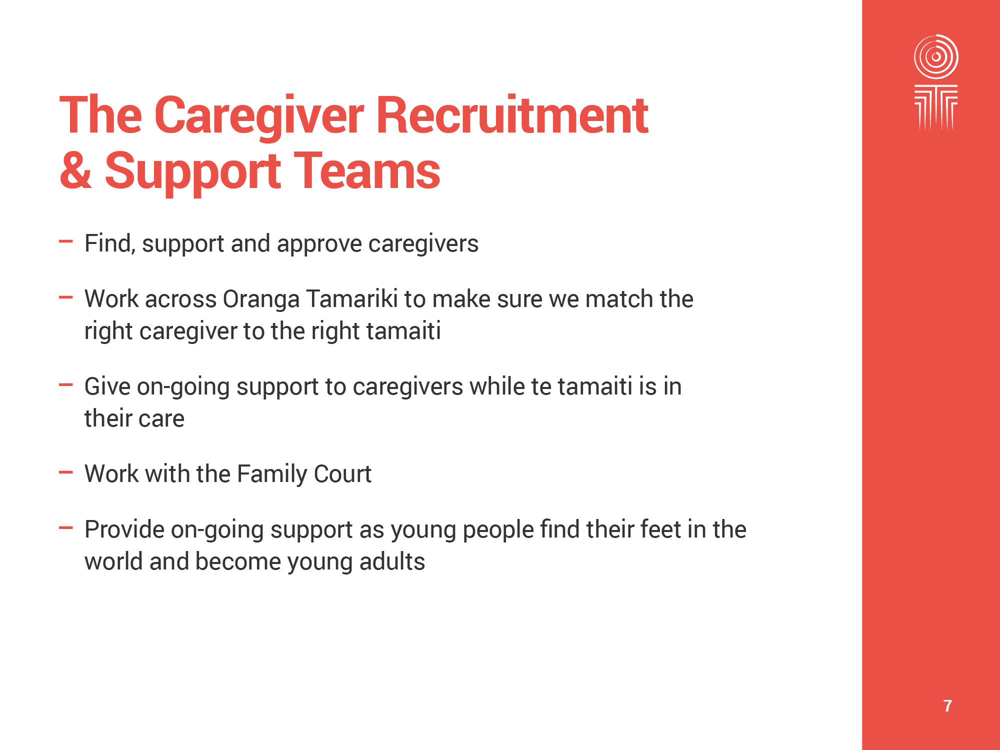 The Caregiver Recruitment
& Support Teams
– Find, support and approve caregivers
– Work across Oranga Tamariki to make sure we match the
right caregiver to the right tamaiti
– Give on-going support to caregivers while te tamaiti is in
their care
– Work with the Family Court
– Provide on-going support as young people find their feet in the
world and become young adults
7